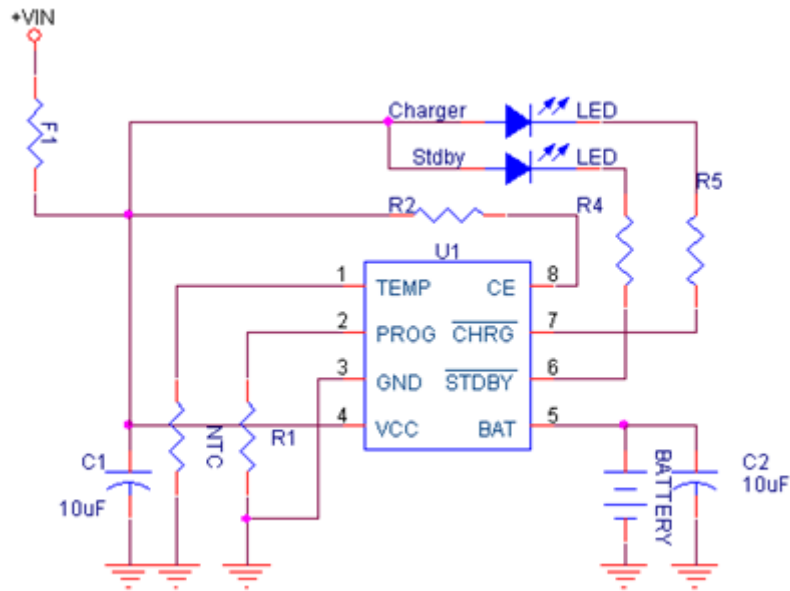 +VIN
F1
Charger
LED
Stdby
LED
R5
R2
R4
U1
1
TEMP
CE
8
2
PROG
CHRG
7
3
GND
STDBY
6
4
VCC
BAT
5
NTC
R1
C1
10uF
BATTERY
C2
10uF